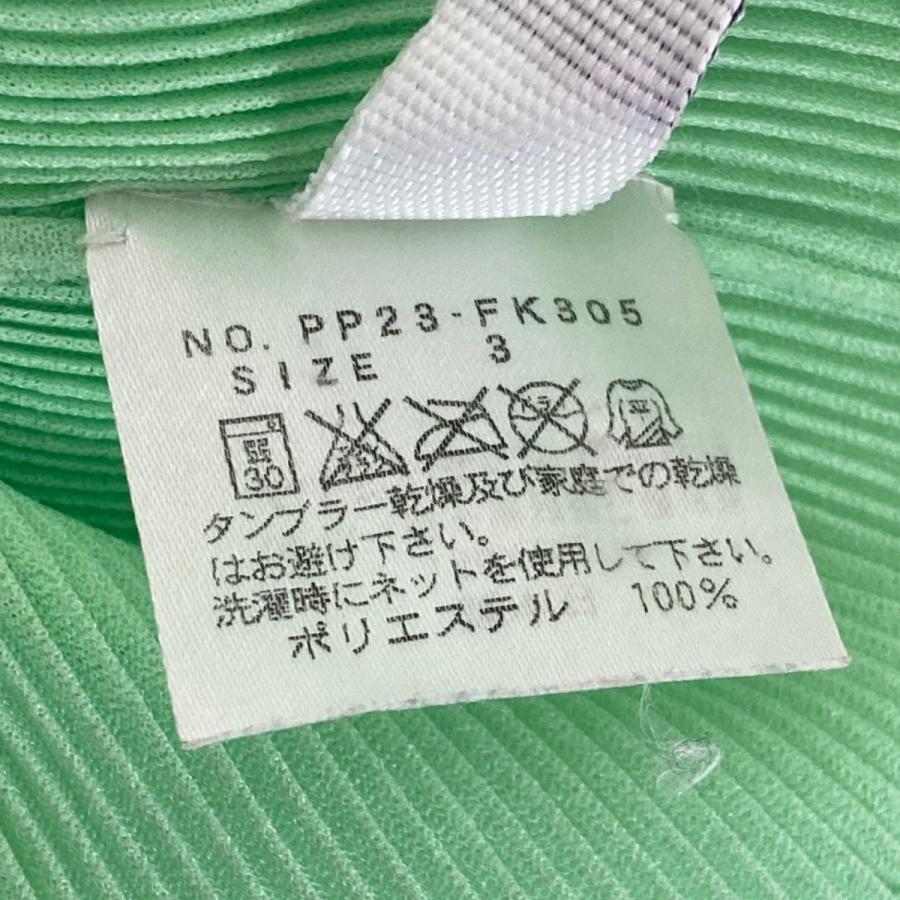 NO. PP23-FK305
SIZE 3
30
タンブラー乾燥及び家庭での乾燥
はお避け下さい。
洗濯時にネットを使用して下さい。
ポリエステル 100%